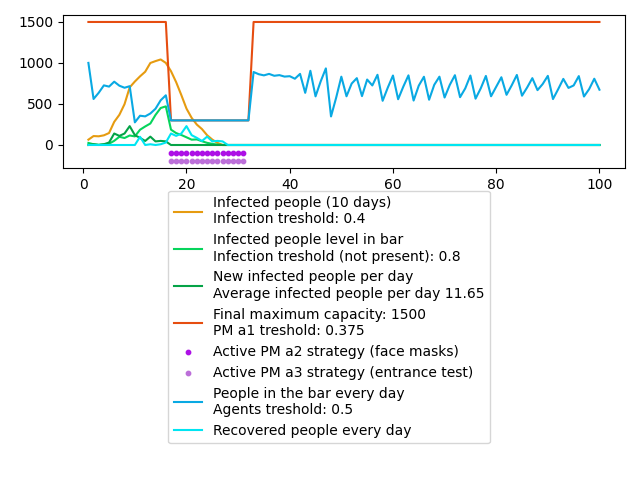 1500
1000
500
0
0
20
40
60
80
100
Infected people (10 days)
Infection treshold: 0.4
Infected people level in bar
Infection treshold (not present): 0.8
New infected people per day
Average infected people per day 11.65
Final maximum capacity: 1500
PM a1 treshold: 0.375
Active PM a2 strategy (face masks)
Active PM a3 strategy (entrance test)
People in the bar every day
Agents treshold: 0.5
Recovered people every day